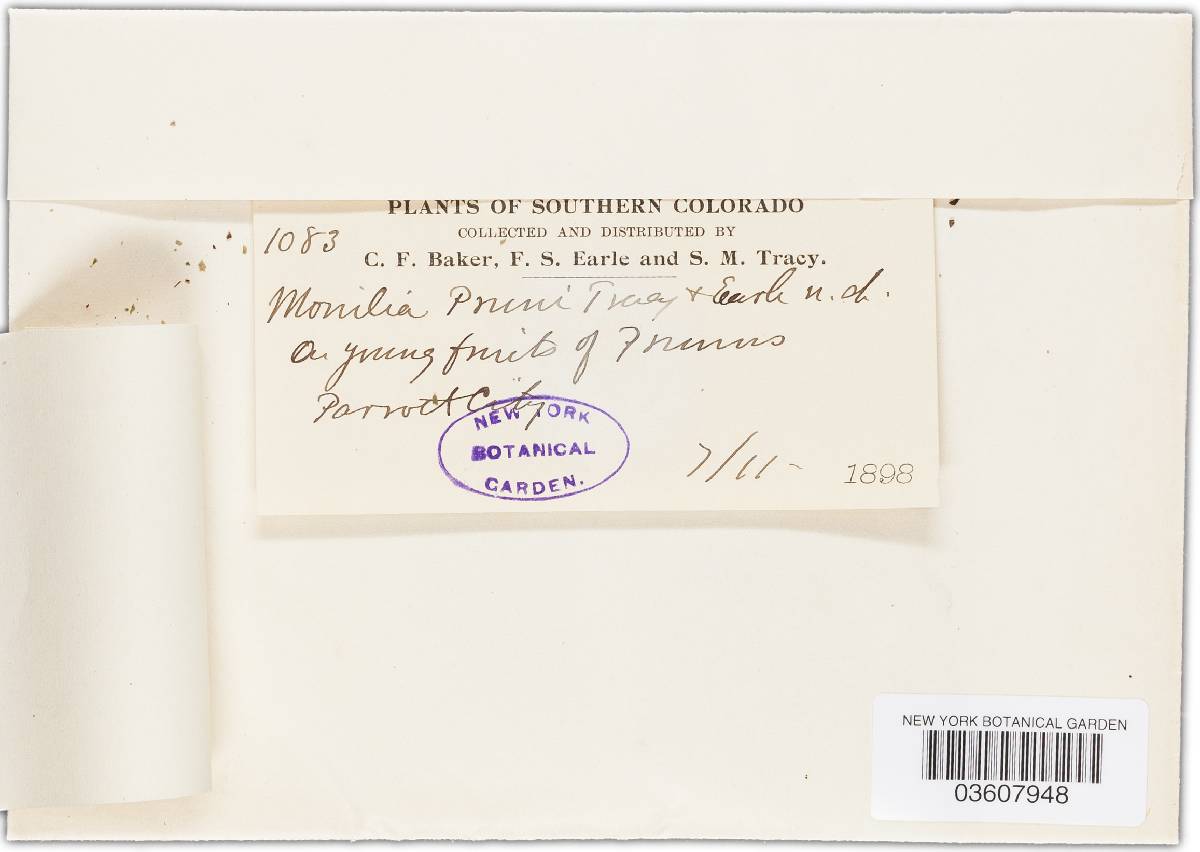 PLANTS OF SOUTHERN COLORADO
1083
COLLECTED AND DISTRIBUTED BY
C. F. Baker, F. S. Earle and S. M. Tracy.
Monilia Pruni Tracy + Earle n. d.
On young fruits of Prunus
Parrott City
NEW YORK
BOTANICAL
GARDEN.
7/11- 1898
NEW YORK BOTANICAL GARDEN
03607948